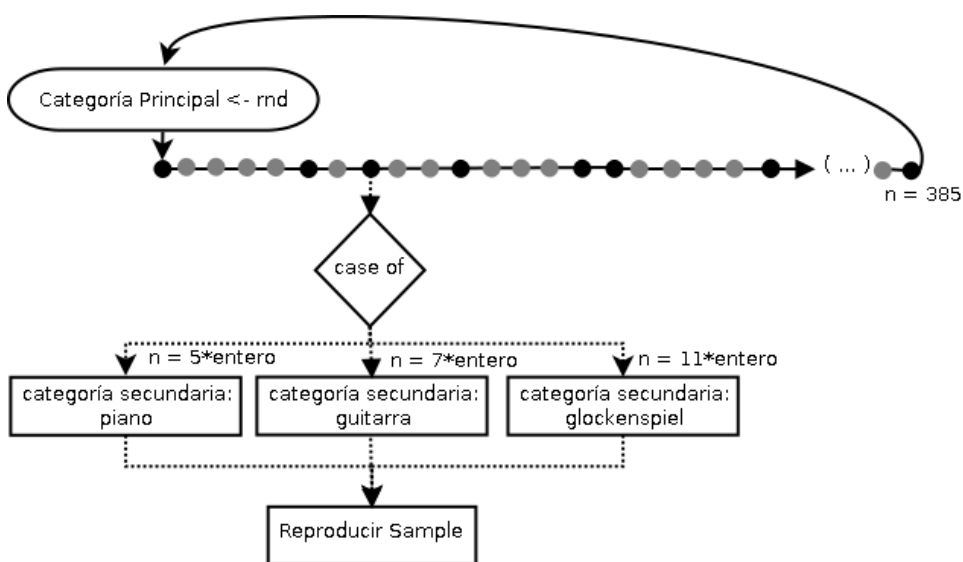 Categoría Principal <- rnd
( ... )
n = 385
case of
n = 5*entero
n = 7*entero
n = 11*entero
categoría secundaria:
piano
categoría secundaria:
guitarra
categoría secundaria:
glockenspiel
Reproducir Sample